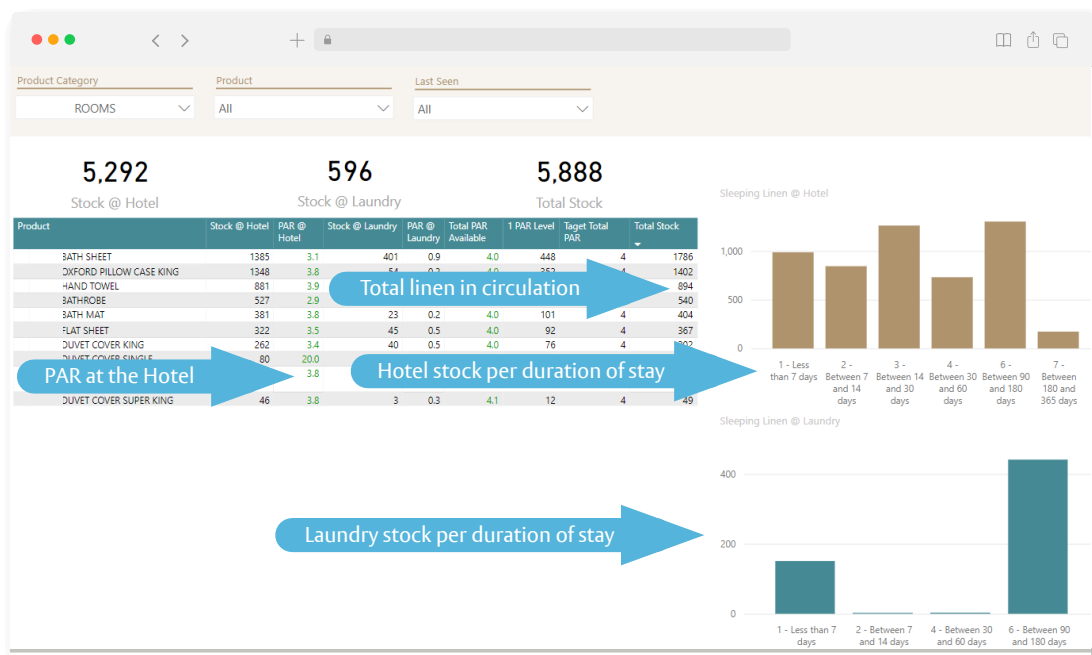 Product Category Product Last Seen
ROOMS All All
5,292 596 5,888
Stock @ Hotel Stock @ Laundry Total Stock
Product Stock @ Hotel PAR @ Hotel Stock @ Laundry PAR @ Laundry Total PAR Available 1 PAR Level Taget Total PAR Total Stock
BATH SHEET 1385 3.1 401 0.9 4.0 448 4 1786
OXFORD PILLOW CASE KING 1348 3.8 54 0.2 4.0 352 4 1402
HAND TOWEL 881 3.9 894
BATHROBE 527 2.9 540
BATH MAT 381 3.8 23 0.2 4.0 101 4 404
FLAT SHEET 322 3.5 45 0.5 4.0 92 4 367
DUVET COVER KING 262 3.4 40 0.5 4.0 76 4 302
DUVET COVER SINGLE 80 20.0
3.8
DUVET COVER SUPER KING 46 3.8 3 0.3 4.1 12 4 49
Total linen in circulation
PAR at the Hotel
Hotel stock per duration of stay
Laundry stock per duration of stay
Sleeping Linen @ Hotel
1,000
500
0
1 - Less than 7 days
2 - Between 7 and 14 days
3 - Between 14 and 30 days
4 - Between 30 and 60 days
6 - Between 90 and 180 days
7 - Between 180 and 365 days
Sleeping Linen @ Laundry
400
200
0
1 - Less than 7 days
2 - Between 7 and 14 days
4 - Between 30 and 60 days
6 - Between 90 and 180 days